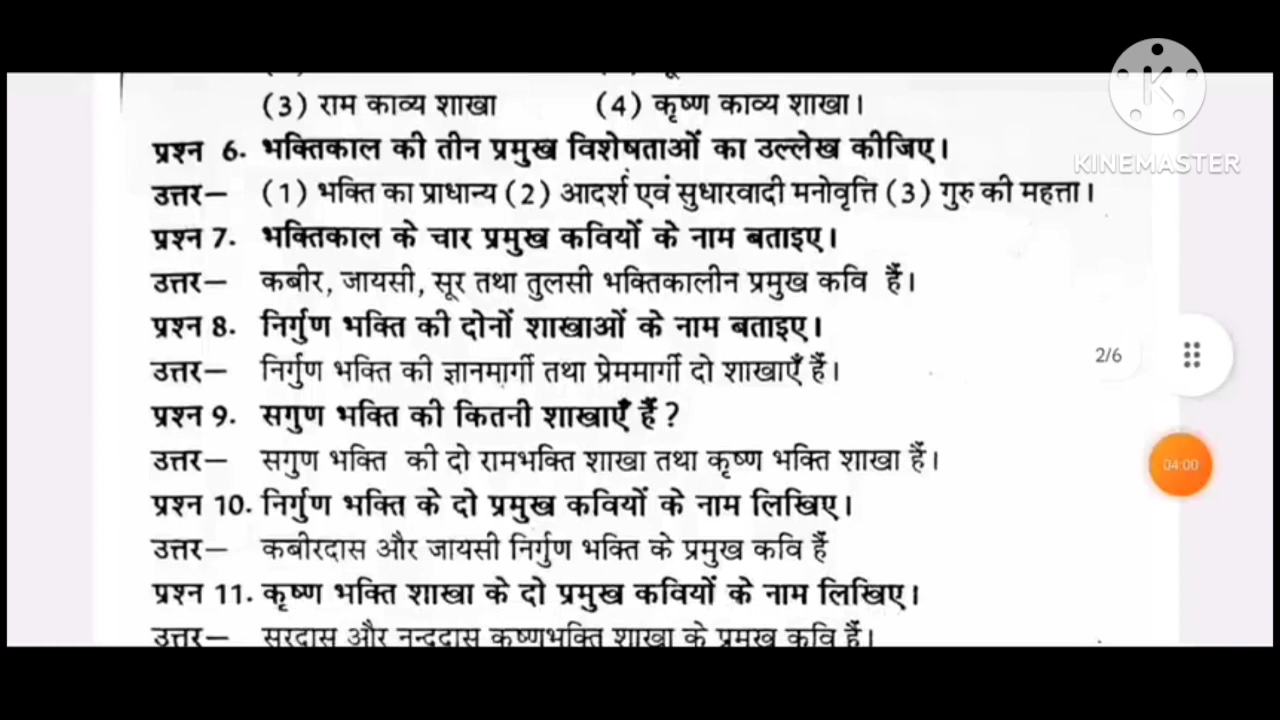 (3) राम काव्य शाखा (4) कृष्ण काव्य शाखा।
प्रश्न 6. भक्तिकाल की तीन प्रमुख विशेषताओं का उल्लेख कीजिए।
उत्तर– (1) भक्ति का प्राधान्य (2) आदर्श एवं सुधारवादी मनोवृत्ति (3) गुरु की महत्ता।
प्रश्न 7. भक्तिकाल के चार प्रमुख कवियों के नाम बताइए।
उत्तर– कबीर, जायसी, सूर तथा तुलसी भक्तिकालीन प्रमुख कवि हैं।
प्रश्न 8. निर्गुण भक्ति की दोनों शाखाओं के नाम बताइए।
उत्तर– निर्गुण भक्ति की ज्ञानमार्गी तथा प्रेममार्गी दो शाखाएँ हैं।
प्रश्न 9. सगुण भक्ति की कितनी शाखाएँ हैं ?
उत्तर– सगुण भक्ति की दो रामभक्ति शाखा तथा कृष्ण भक्ति शाखा हैं।
प्रश्न 10. निर्गुण भक्ति के दो प्रमुख कवियों के नाम लिखिए।
उत्तर– कबीरदास और जायसी निर्गुण भक्ति के प्रमुख कवि हैं
प्रश्न 11. कृष्ण भक्ति शाखा के दो प्रमुख कवियों के नाम लिखिए।
उत्तर– सूरदास और नन्ददास कृष्णभक्ति शाखा के प्रमुख कवि हैं।
K
KINEMASTER
2/6
04:00